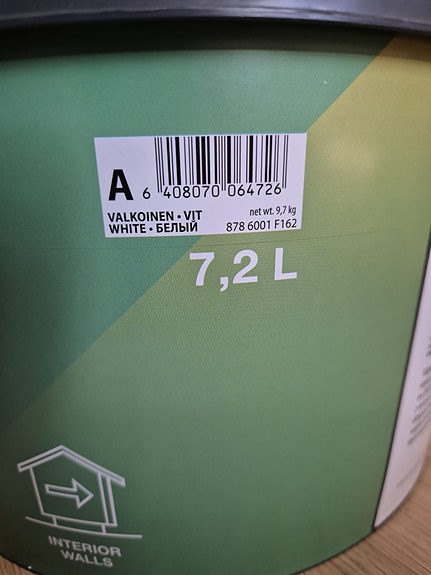 A
6 408070 064726
VALKOINEN • VIT
WHITE • БЕЛЫЙ
net wt. 9,7 kg
878 6001 F162
7,2 L
INTERIOR
WALLS